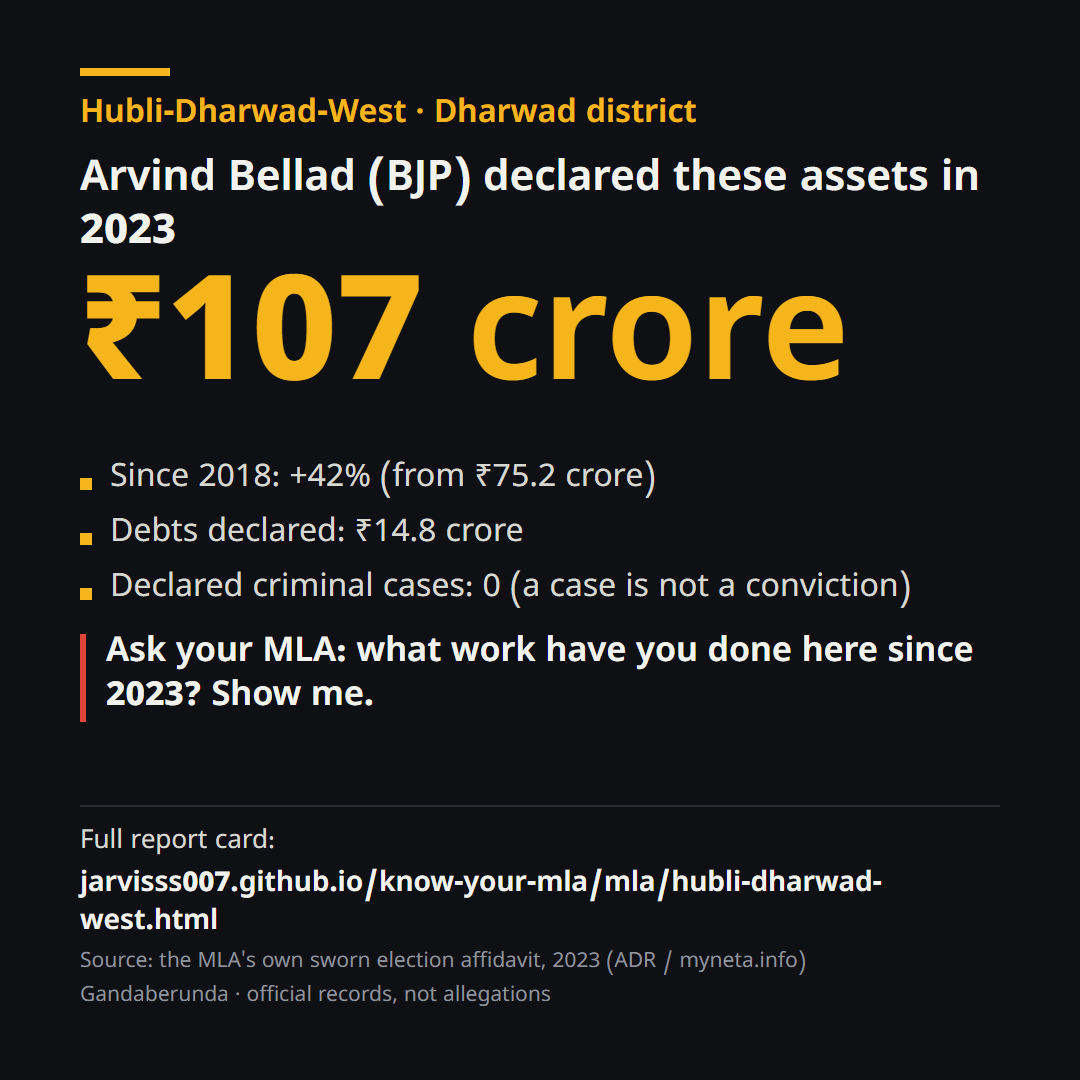 Hubli-Dharwad-West · Dharwad district
Arvind Bellad (BJP) declared these assets in
2023
₹107 crore
Since 2018: +42% (from ₹75.2 crore)
Debts declared: ₹14.8 crore
Declared criminal cases: 0 (a case is not a conviction)
Ask your MLA: what work have you done here since
2023? Show me.
Full report card:
jarvisss007.github.io/know-your-mla/mla/hubli-dharwad-
west.html
Source: the MLA's own sworn election affidavit, 2023 (ADR / myneta.info)
Gandaberunda · official records, not allegations